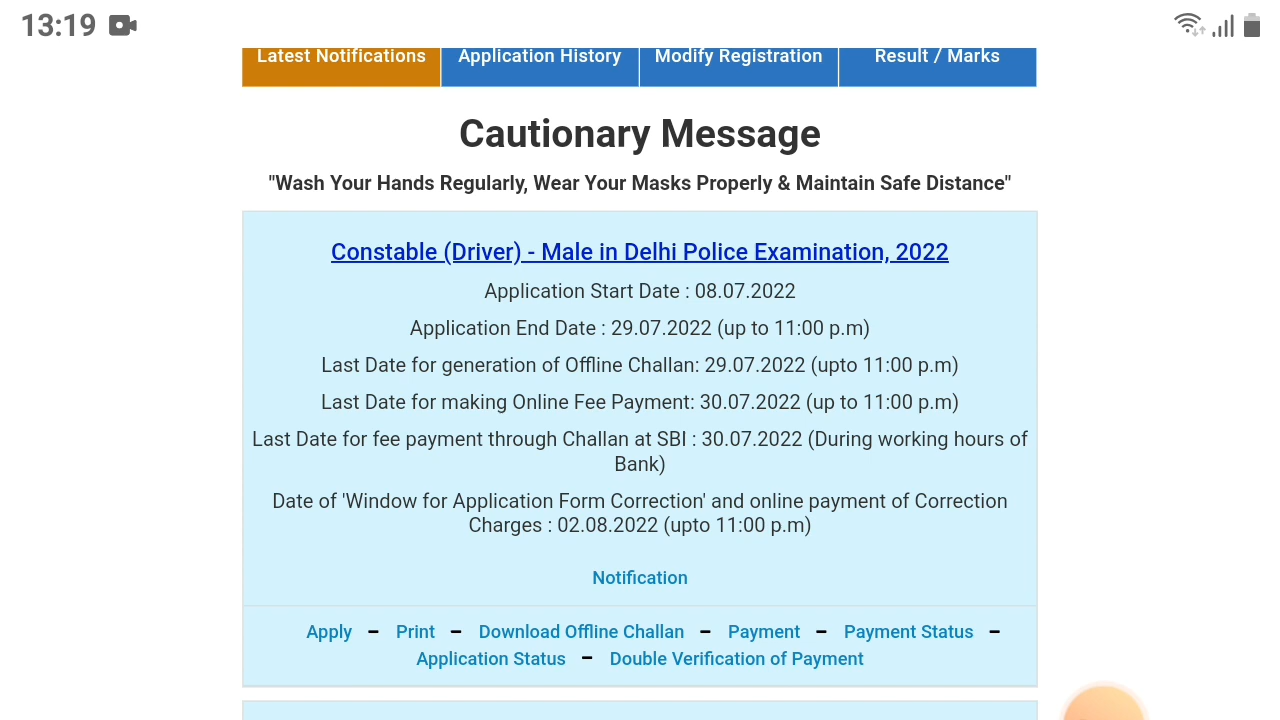 13:19
Latest Notifications Application History Modify Registration Result / Marks
Cautionary Message
"Wash Your Hands Regularly, Wear Your Masks Properly & Maintain Safe Distance"
Constable (Driver) - Male in Delhi Police Examination, 2022
Application Start Date : 08.07.2022
Application End Date : 29.07.2022 (up to 11:00 p.m)
Last Date for generation of Offline Challan: 29.07.2022 (upto 11:00 p.m)
Last Date for making Online Fee Payment: 30.07.2022 (up to 11:00 p.m)
Last Date for fee payment through Challan at SBI : 30.07.2022 (During working hours of
Bank)
Date of 'Window for Application Form Correction' and online payment of Correction
Charges : 02.08.2022 (upto 11:00 p.m)
Notification
Apply – Print – Download Offline Challan – Payment – Payment Status –
Application Status – Double Verification of Payment